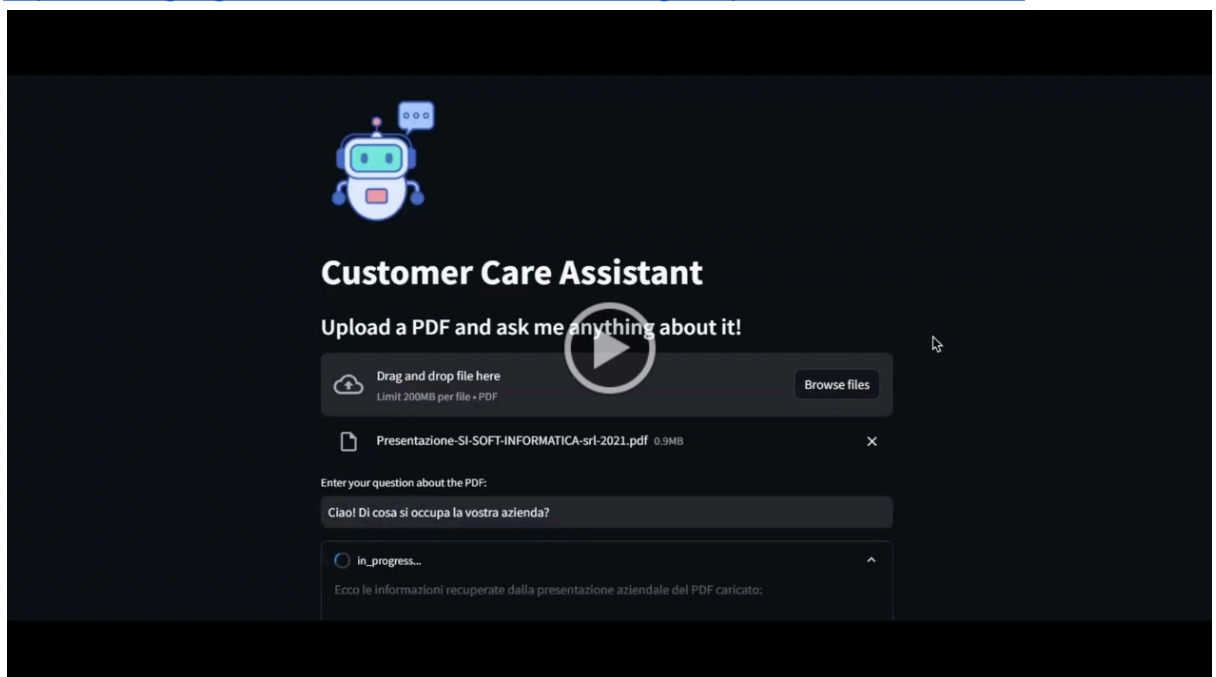 Customer Care Assistant
Upload a PDF and ask me anything about it!
Drag and drop file here
Limit 200MB per file • PDF
Browse files
Presentazione-SI-SOFT-INFORMATICA-srl-2021.pdf 0.9MB
Enter your question about the PDF:
Ciao! Di cosa si occupa la vostra azienda?
in_progress...
Ecco le informazioni recuperate dalla presentazione aziendale del PDF caricato: